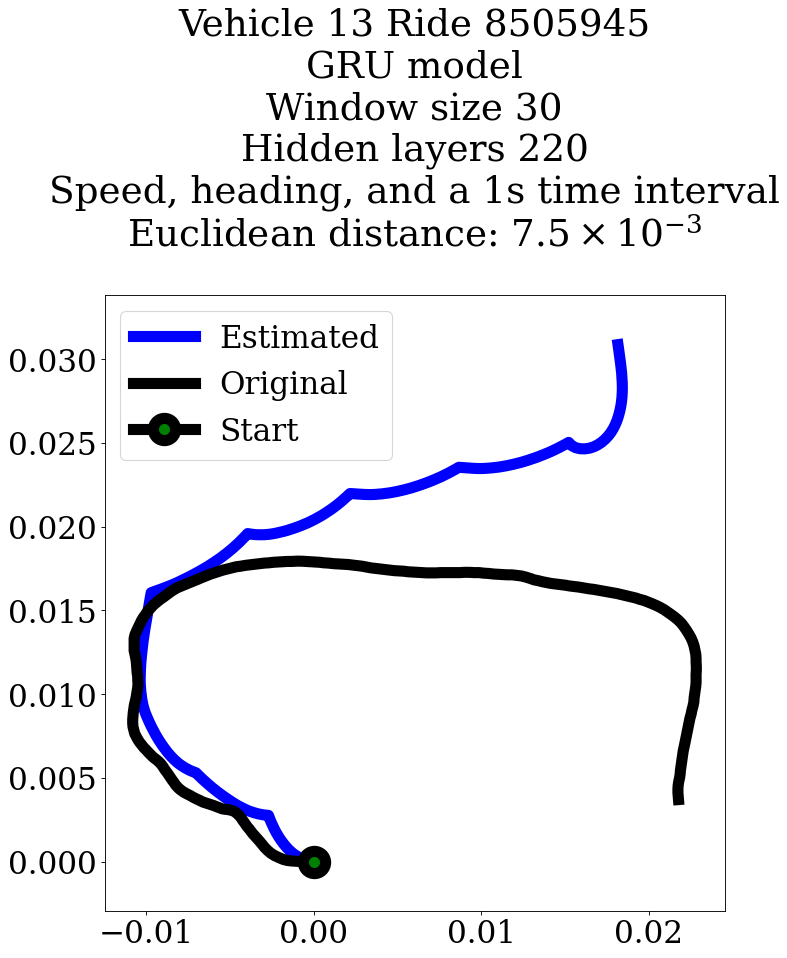 Vehicle 13 Ride 8505945
GRU model
Window size 30
Hidden layers 220
Speed, heading, and a 1s time interval
Euclidean distance: 7.5 × 10⁻³
Estimated
Original
Start
0.030
0.025
0.020
0.015
0.010
0.005
0.000
−0.01 0.00 0.01 0.02